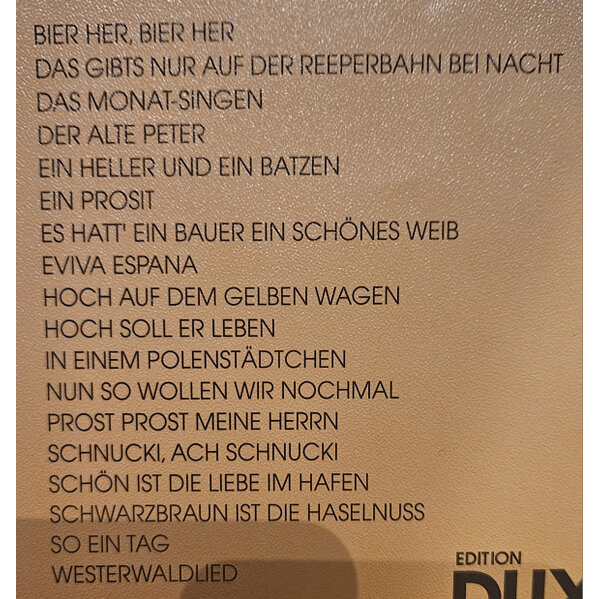 BIER HER, BIER HER
DAS GIBTS NUR AUF DER REEPERBAHN BEI NACHT
DAS MONAT-SINGEN
DER ALTE PETER
EIN HELLER UND EIN BATZEN
EIN PROSIT
ES HATT' EIN BAUER EIN SCHÖNES WEIB
EVIVA ESPANA
HOCH AUF DEM GELBEN WAGEN
HOCH SOLL ER LEBEN
IN EINEM POLENSTÄDTCHEN
NUN SO WOLLEN WIR NOCHMAL
PROST PROST MEINE HERRN
SCHNUCKI, ACH SCHNUCKI
SCHÖN IST DIE LIEBE IM HAFEN
SCHWARZBRAUN IST DIE HASELNUSS
SO EIN TAG
WESTERWALDLIED
EDITION
DUX